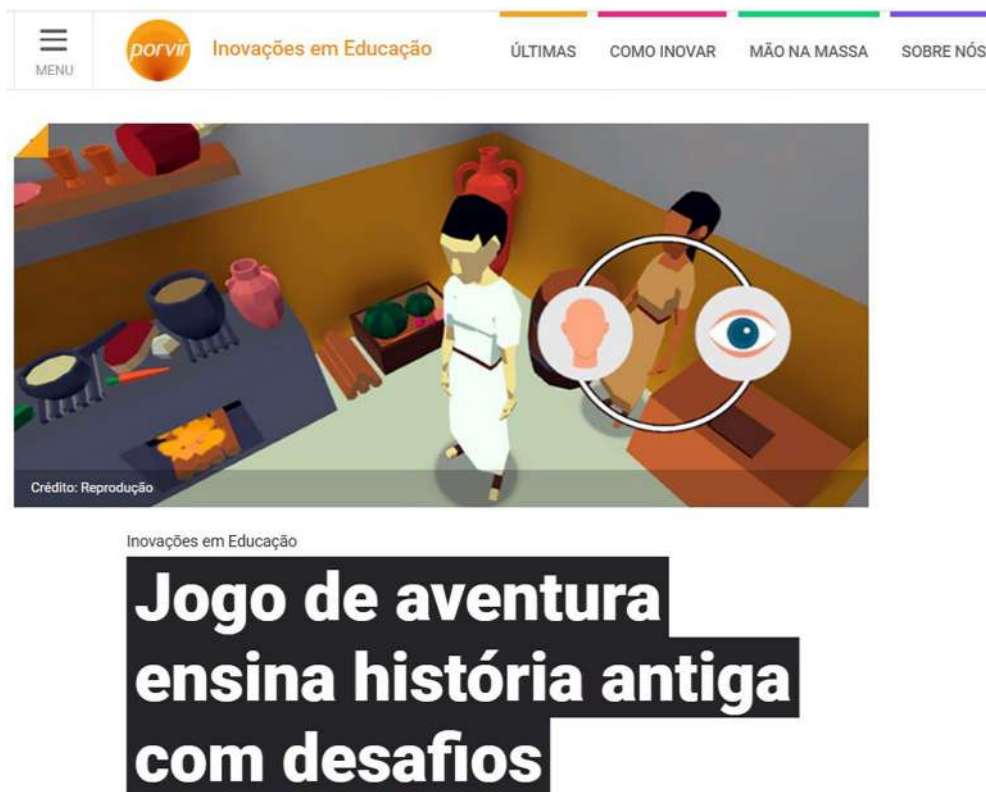 MENU
porvir
Inovações em Educação
ÚLTIMAS
COMO INOVAR
MÃO NA MASSA
SOBRE NÓS
Crédito: Reprodução
Inovações em Educação
Jogo de aventura
ensina história antiga
com desafios